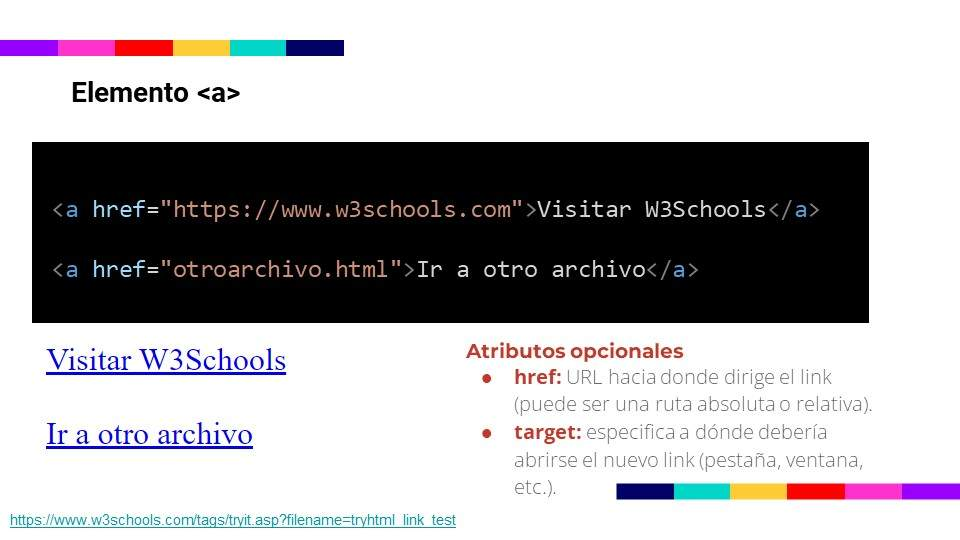 Elemento <a>
<a href="https://www.w3schools.com">Visitar W3Schools</a>
<a href="otroarchivo.html">Ir a otro archivo</a>
Visitar W3Schools
Ir a otro archivo
Atributos opcionales
● href: URL hacia donde dirige el link
(puede ser una ruta absoluta o relativa).
● target: especifica a dónde debería
abrirse el nuevo link (pestaña, ventana,
etc.).
https://www.w3schools.com/tags/tryit.asp?filename=tryhtml_link_test